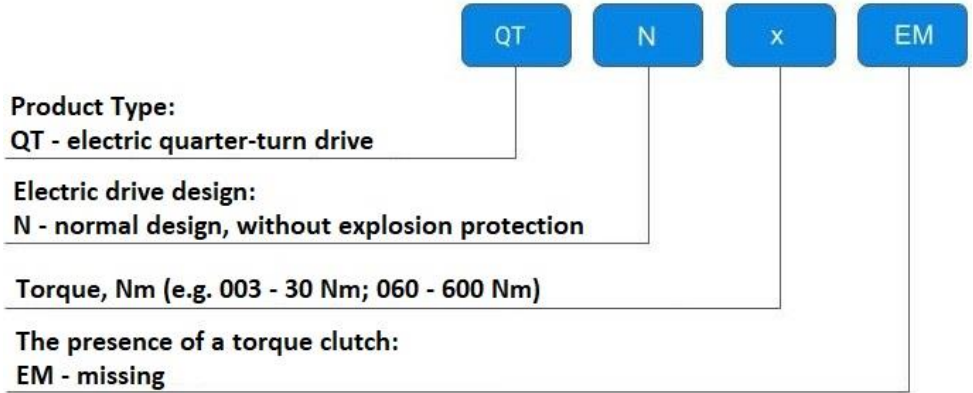 QT N x EM
Product Type:
QT - electric quarter-turn drive
Electric drive design:
N - normal design, without explosion protection
Torque, Nm (e.g. 003 - 30 Nm; 060 - 600 Nm)
The presence of a torque clutch:
EM - missing